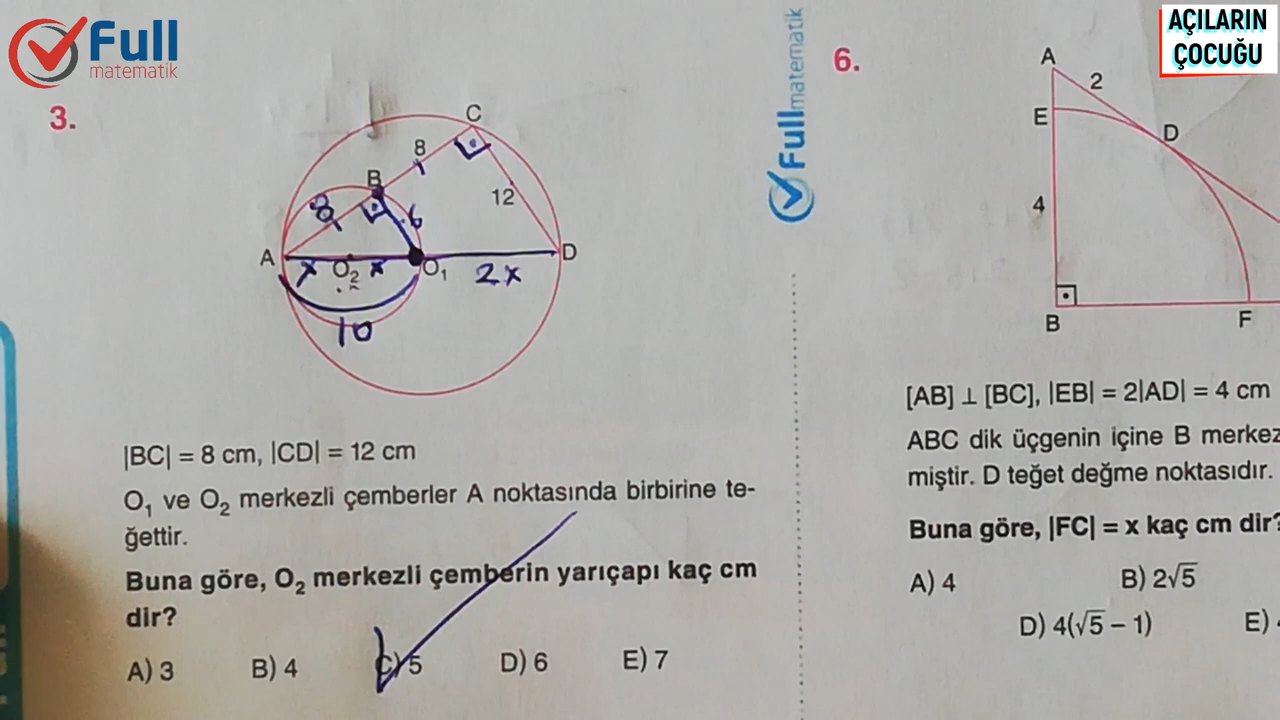 Full
matematik
AÇILARIN
ÇOCUĞU
3.
C
8
B
8
12
6
A
x
O2
x
O1
2x
D
10
|BC| = 8 cm, |CD| = 12 cm
O1 ve O2 merkezli çemberler A noktasında birbirine te-
ğettir.
Buna göre, O2 merkezli çemberin yarıçapı kaç cm
dir?
A) 3 B) 4 C) 5 D) 6 E) 7
Fullmatematik
6.
A
2
E
D
4
B
F
[AB] ⊥ [BC], |EB| = 2|AD| = 4 cm
ABC dik üçgenin içine B merkez
miştir. D teğet değme noktasıdır.
Buna göre, |FC| = x kaç cm dir?
A) 4 B) 2√5
D) 4(√5 – 1) E)